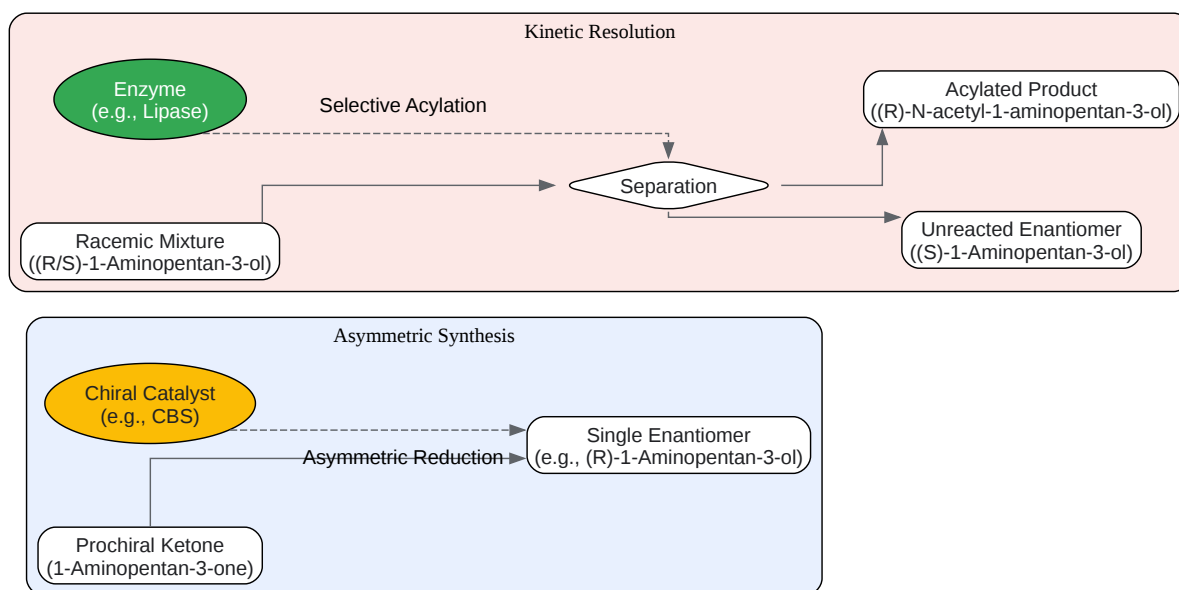 Kinetic Resolution
Enzyme
(e.g., Lipase)
Selective Acylation
Acylated Product
((R)-N-acetyl-1-aminopentan-3-ol)
Separation
Racemic Mixture
((R/S)-1-Aminopentan-3-ol)
Unreacted Enantiomer
((S)-1-Aminopentan-3-ol)
Asymmetric Synthesis
Chiral Catalyst
(e.g., CBS)
Single Enantiomer
(e.g., (R)-1-Aminopentan-3-ol)
Asymmetric Reduction
Prochiral Ketone
(1-Aminopentan-3-one)